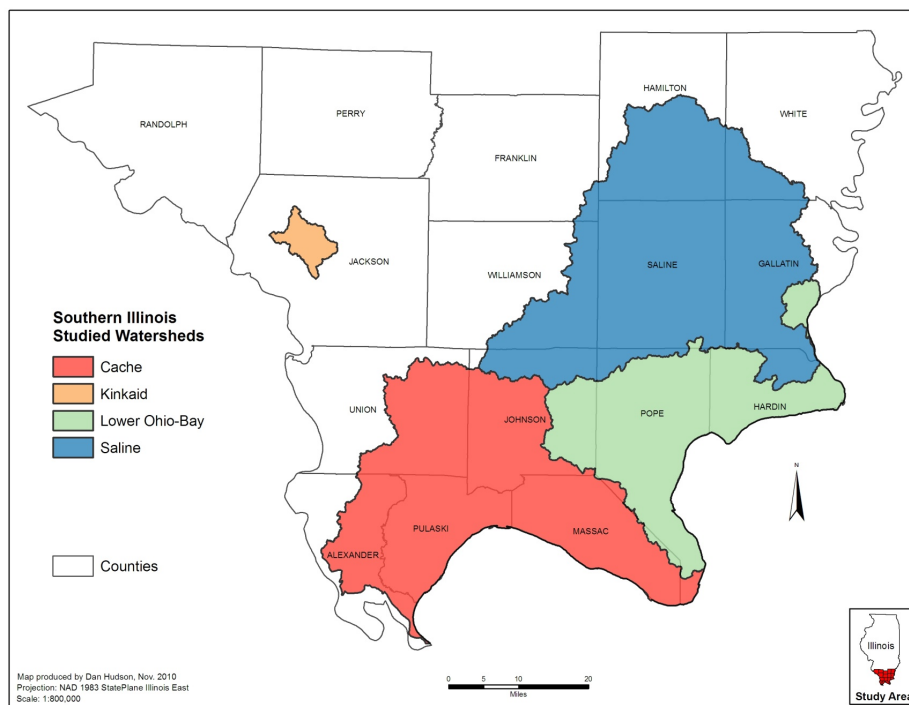 HAMILTON
WHITE
PERRY
RANDOLPH
FRANKLIN
JACKSON
WILLIAMSON
SALINE
GALLATIN
Southern Illinois
Studied Watersheds
Cache
Kinkaid
Lower Ohio-Bay
Saline
UNION
JOHNSON
POPE
HARDIN
N
PULASKI
MASSAC
ALEXANDER
Counties
Illinois
Study Area
Map produced by Dan Hudson, Nov. 2010
Projection: NAD 1983 StatePlane Illinois East
Scale: 1:800,000
0 5 10 20
Miles